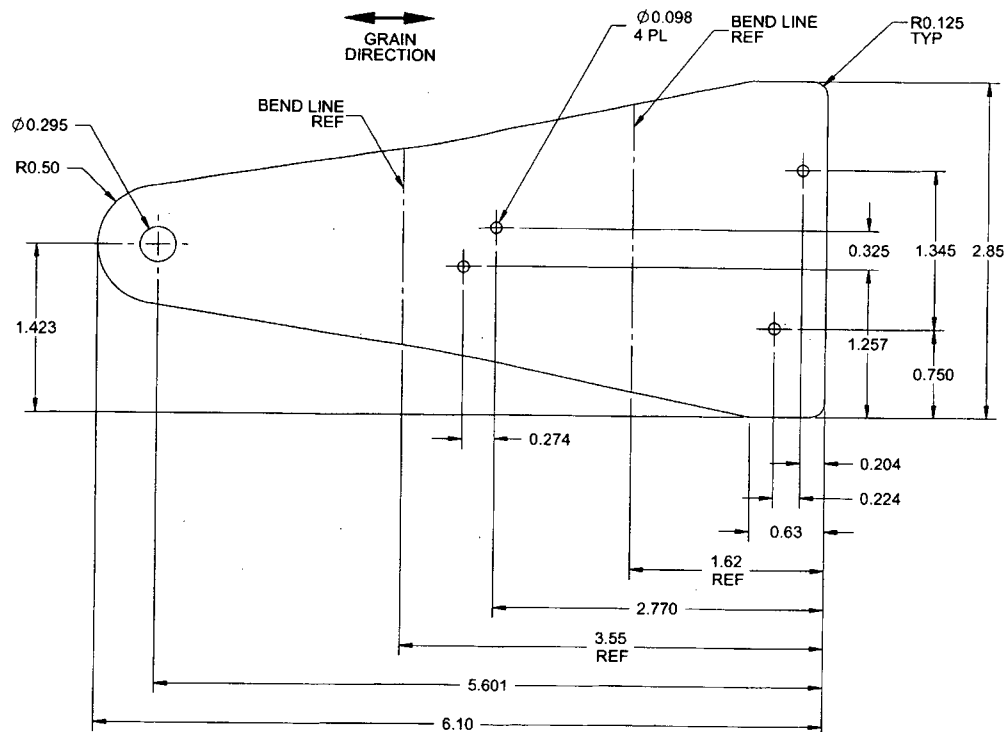 GRAIN
DIRECTION
Ø0.098
4 PL
BEND LINE
REF
R0.125
TYP
BEND LINE
REF
Ø0.295
R0.50
0.325
1.345
2.85
1.423
1.257
0.750
0.274
0.204
0.224
0.63
1.62
REF
2.770
3.55
REF
5.601
6.10